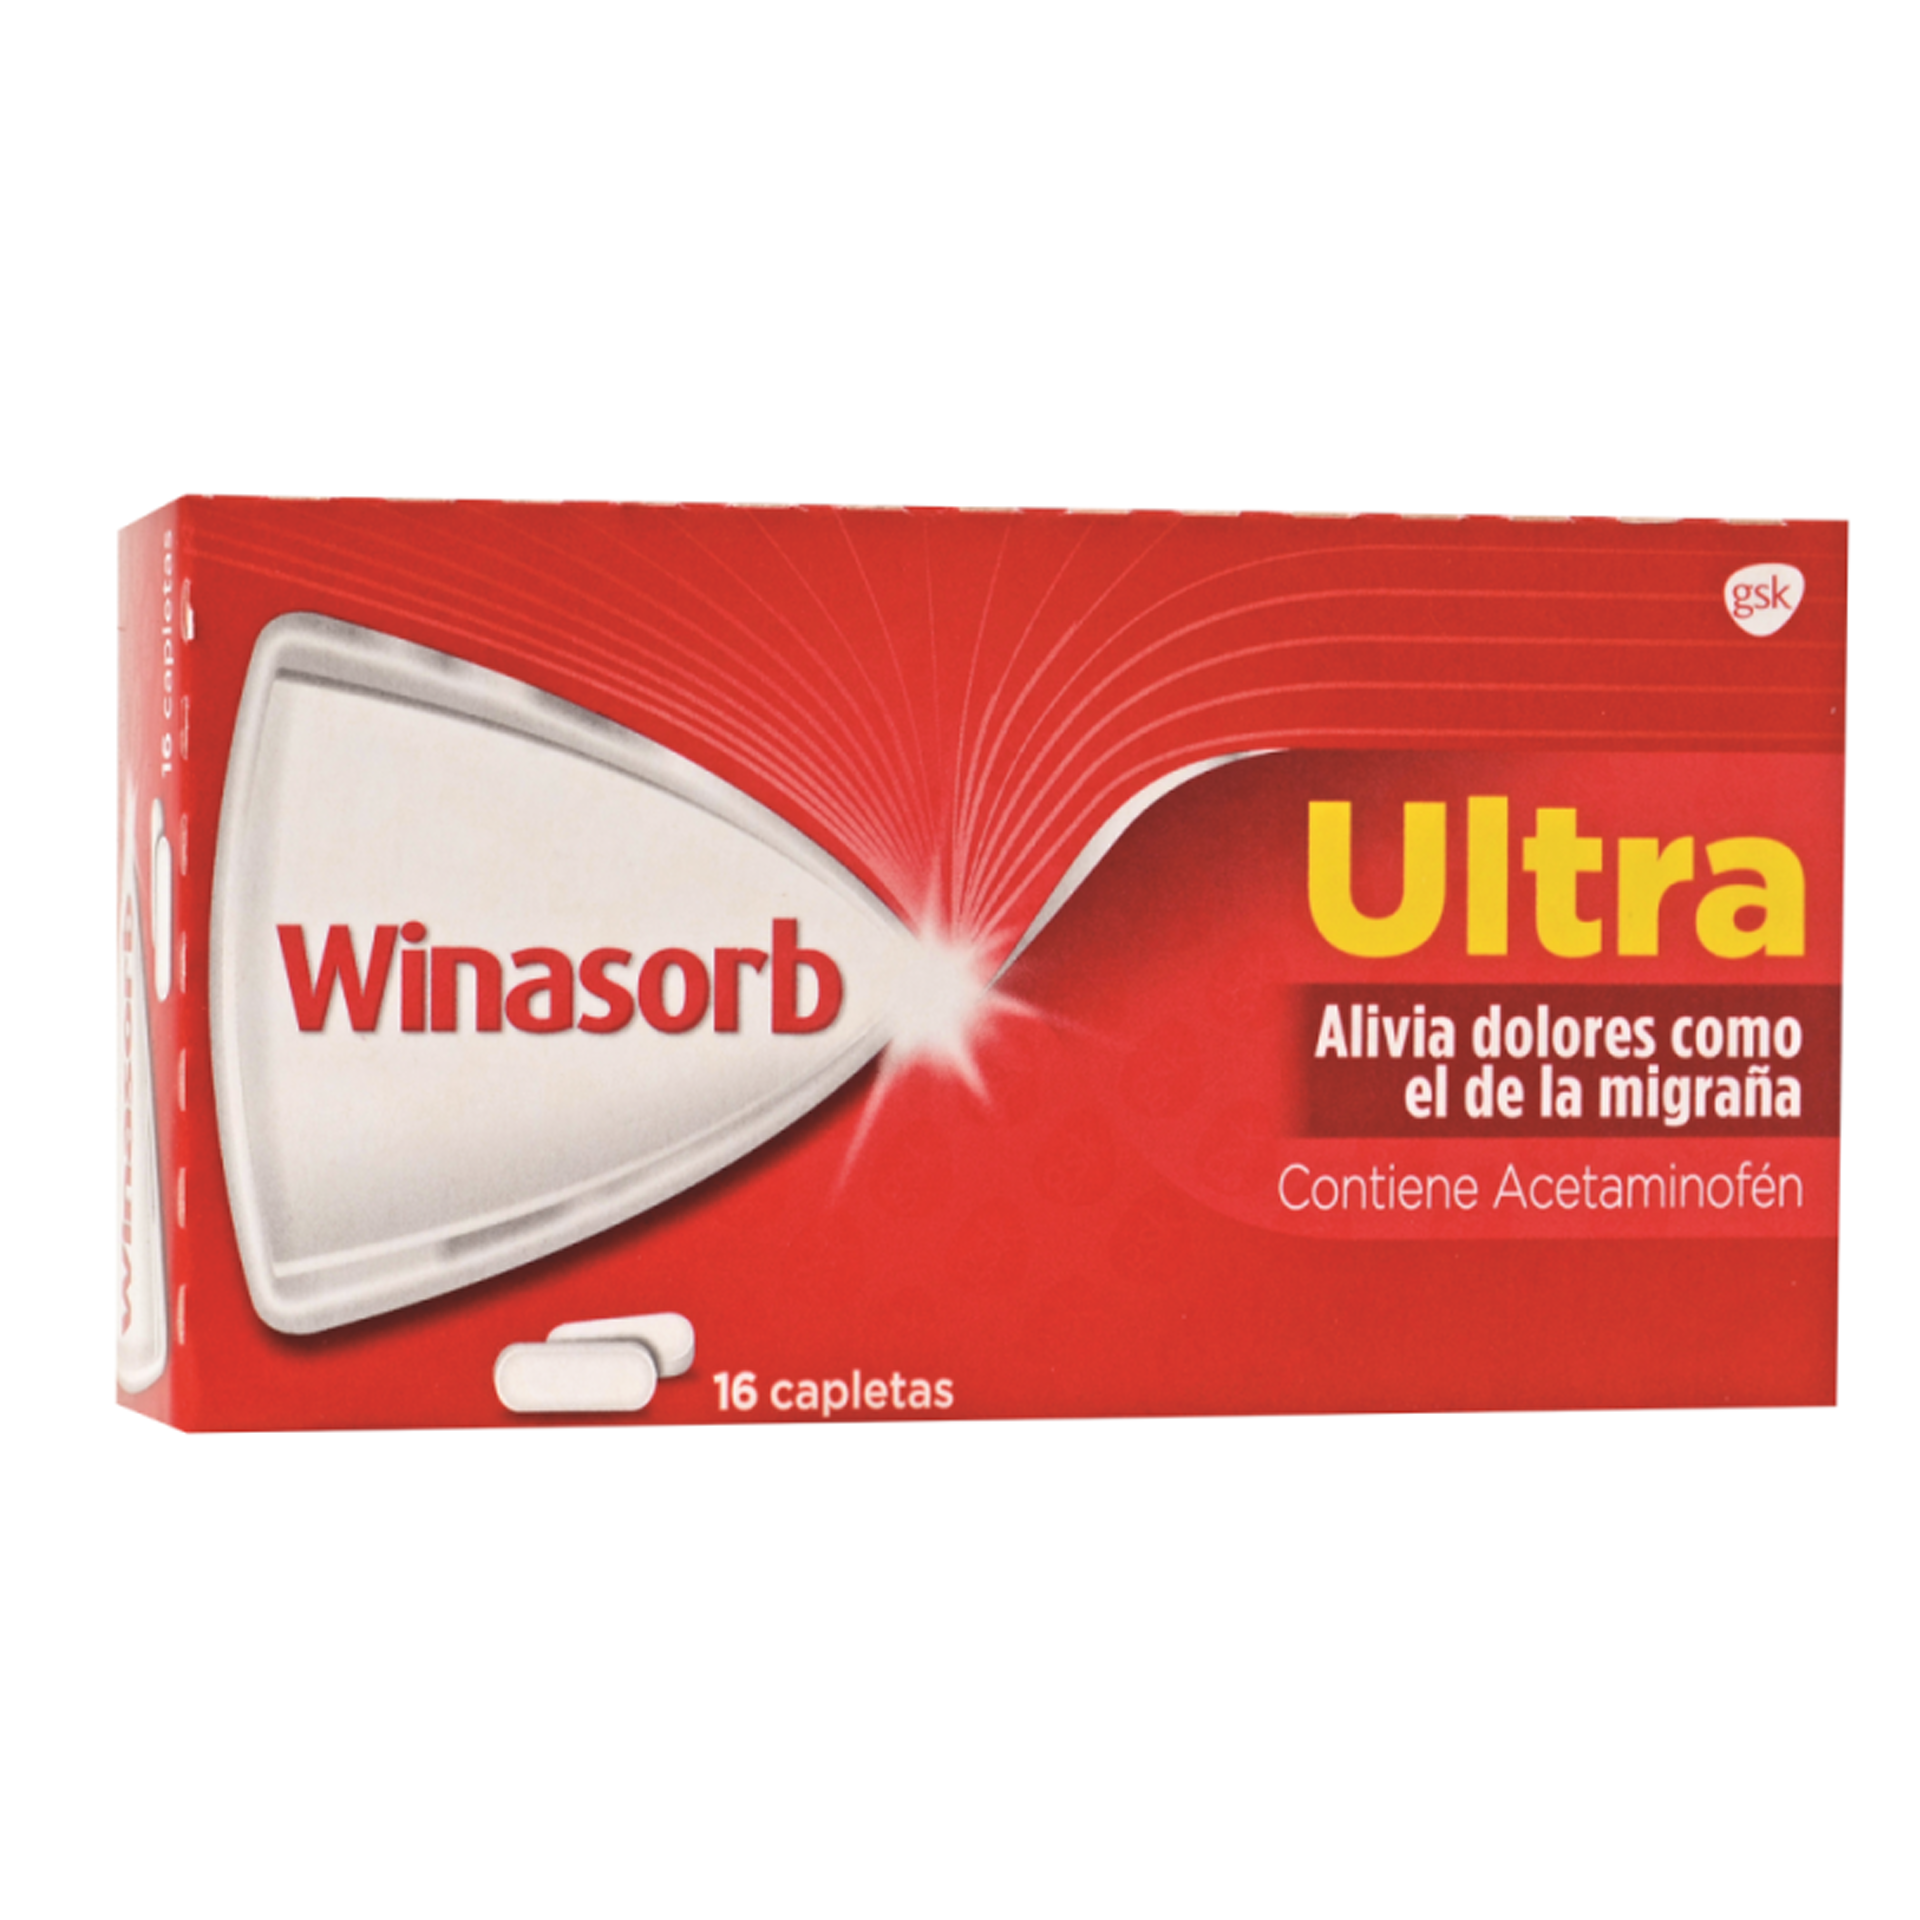 16 capletas
Winasorb
gsk
Winasorb
Ultra
Alivia dolores como
el de la migraña
Contiene Acetaminofén
16 capletas